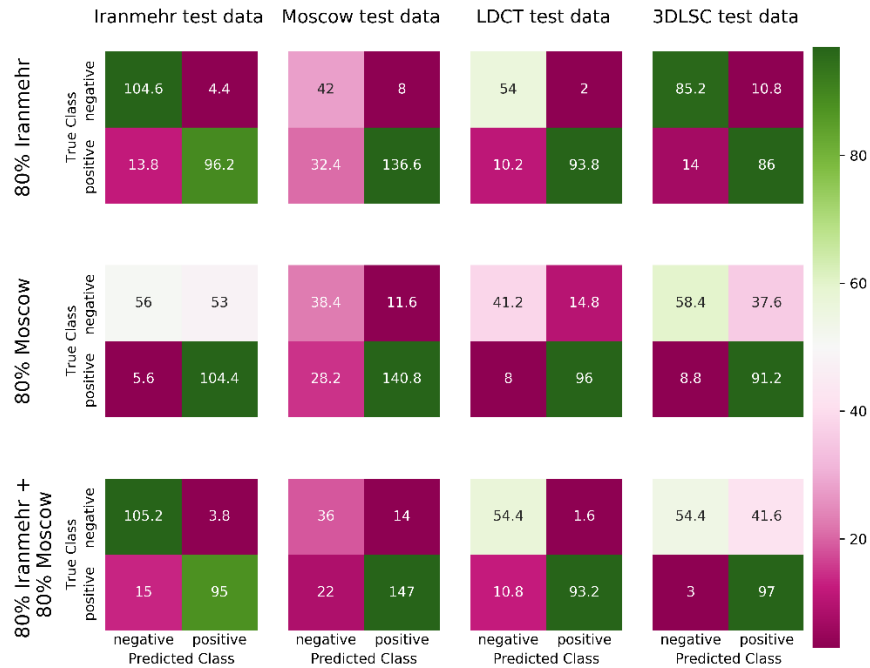 Iranmehr test data Moscow test data LDCT test data 3DLSC test data
80% Iranmehr
True Class
negative
positive
104.6 4.4
13.8 96.2
42 8
32.4 136.6
54 2
10.2 93.8
85.2 10.8
14 86
80% Moscow
True Class
negative
positive
56 53
5.6 104.4
38.4 11.6
28.2 140.8
41.2 14.8
8 96
58.4 37.6
8.8 91.2
80% Iranmehr +
80% Moscow
True Class
negative
positive
105.2 3.8
15 95
36 14
22 147
54.4 1.6
10.8 93.2
54.4 41.6
3 97
negative positive
Predicted Class
negative positive
Predicted Class
negative positive
Predicted Class
negative positive
Predicted Class
80
60
40
20